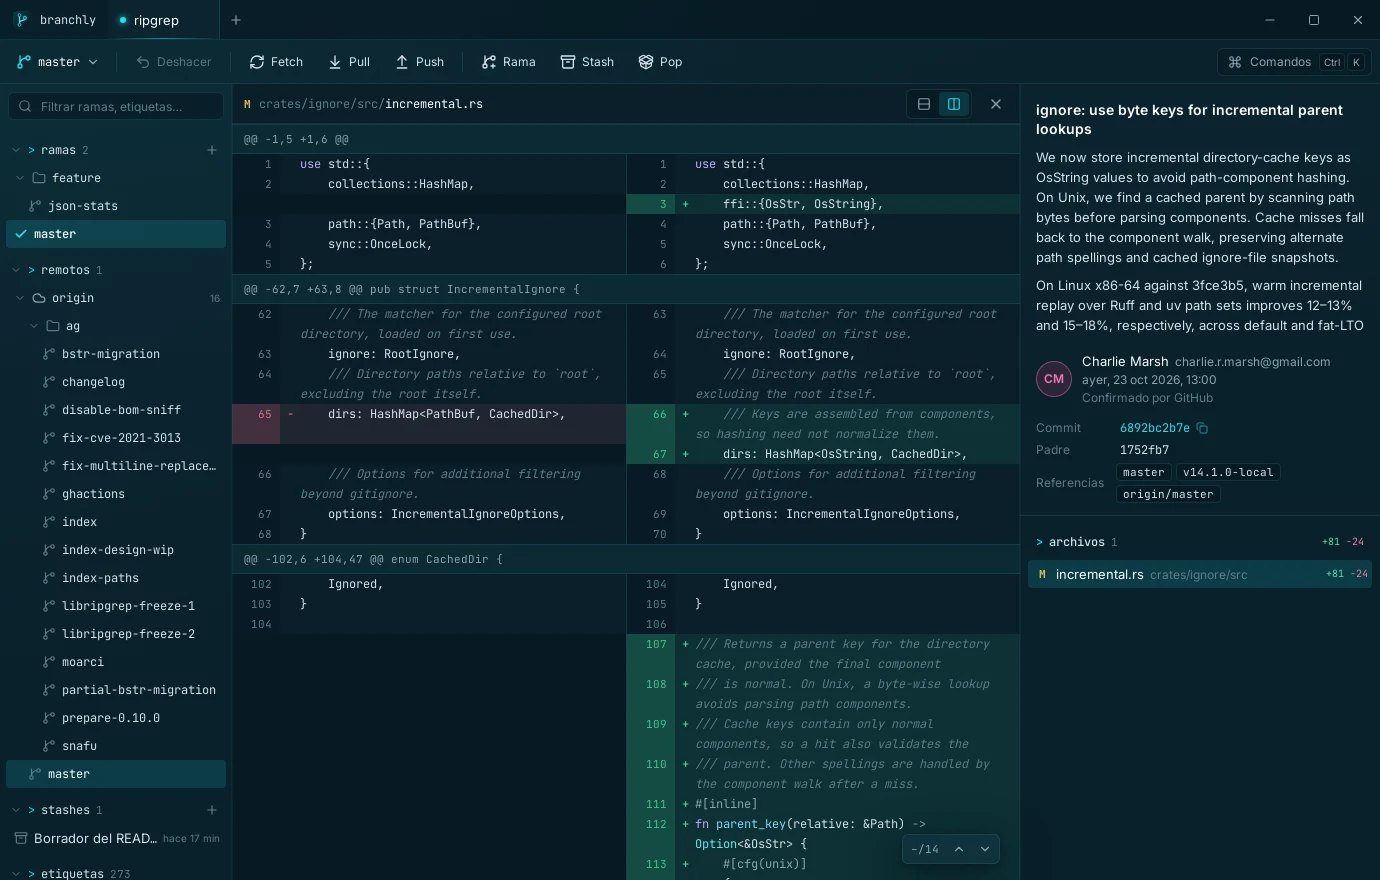 branchly
ripgrep
master
Deshacer
Fetch
Pull
Push
Rama
Stash
Pop
Comandos Ctrl K
Filtrar ramas, etiquetas...
> ramas 2
feature
json-stats
master
> remotos 1
origin 16
ag
bstr-migration
changelog
disable-bom-sniff
fix-cve-2021-3013
fix-multiline-replace…
ghactions
index
index-design-wip
index-paths
libripgrep-freeze-1
libripgrep-freeze-2
moarci
partial-bstr-migration
prepare-0.10.0
snafu
master
> stashes 1
Borrador del READ… hace 17 min
> etiquetas 273
M crates/ignore/src/incremental.rs
@@ -1,5 +1,6 @@
1 use std::{
2 collections::HashMap,
3 path::{Path, PathBuf},
4 sync::OnceLock,
5 };
1 use std::{
2 collections::HashMap,
3 + ffi::{OsStr, OsString},
4 path::{Path, PathBuf},
5 sync::OnceLock,
6 };
@@ -62,7 +63,8 @@ pub struct IncrementalIgnore {
62 /// The matcher for the configured root
directory, loaded on first use.
63 ignore: RootIgnore,
64 /// Directory paths relative to `root`,
excluding the root itself.
65 - dirs: HashMap<PathBuf, CachedDir>,
66 /// Options for additional filtering
beyond gitignore.
67 options: IncrementalIgnoreOptions,
68 }
63 /// The matcher for the configured root
directory, loaded on first use.
64 ignore: RootIgnore,
65 /// Directory paths relative to `root`,
excluding the root itself.
66 + /// Keys are assembled from components,
so hashing need not normalize them.
67 + dirs: HashMap<OsString, CachedDir>,
68 /// Options for additional filtering
beyond gitignore.
69 options: IncrementalIgnoreOptions,
70 }
@@ -102,6 +104,47 @@ enum CachedDir {
102 Ignored,
103 }
104
104 Ignored,
105 }
106
107 + /// Returns a parent key for the directory
cache, provided the final component
108 + /// is normal. On Unix, a byte-wise lookup
avoids parsing path components.
109 + /// Cache keys contain only normal
components, so a hit also validates the
110 + /// parent. Other spellings are handled by
the component walk after a miss.
111 + #[inline]
112 + fn parent_key(relative: &Path) ->
Option<&OsStr> {
113 + #[cfg(unix)]
−/14
ignore: use byte keys for incremental parent
lookups
We now store incremental directory-cache keys as
OsString values to avoid path-component hashing.
On Unix, we find a cached parent by scanning path
bytes before parsing components. Cache misses fall
back to the component walk, preserving alternate
path spellings and cached ignore-file snapshots.
On Linux x86-64 against 3fce3b5, warm incremental
replay over Ruff and uv path sets improves 12–13%
and 15–18%, respectively, across default and fat-LTO
CM
Charlie Marsh charlie.r.marsh@gmail.com
ayer, 23 oct 2026, 13:00
Confirmado por GitHub
Commit 6892bc2b7e
Padre 1752fb7
Referencias master v14.1.0-local
origin/master
> archivos 1 +81 -24
M incremental.rs crates/ignore/src +81 -24